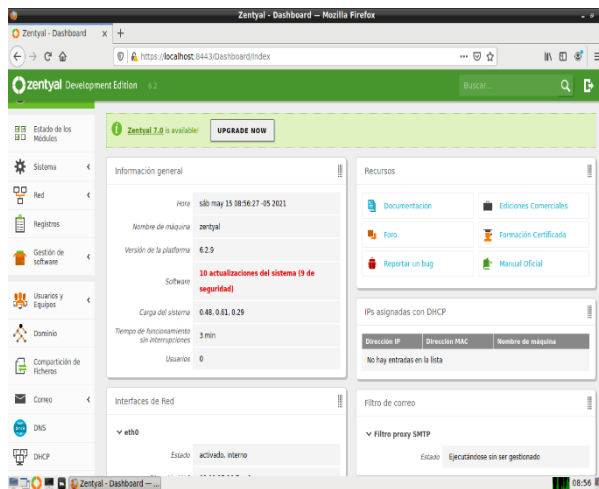 Zentyal - Dashboard — Mozilla Firefox
Zentyal - Dashboard
https://localhost:8443/Dashboard/Index
zentyal Development Edition 6.2
Buscar...
Zentyal 7.0 is available! UPGRADE NOW
Estado de los
Módulos
Sistema
Red
Registros
Gestión de
software
Usuarios y
Equipos
Dominio
Compartición de
Ficheros
Correo
DNS
DHCP
Información general
Hora sáb may 15 08:56:27 -05 2021
Nombre de máquina zentyal
Versión de la plataforma 6.2.9
Software 10 actualizaciones del sistema (9 de
seguridad)
Carga del sistema 0.48, 0.61, 0.29
Tiempo de funcionamiento
sin interrupciones 3 min
Usuarios 0
Interfaces de Red
eth0
Estado activado, interno
Recursos
Documentación Ediciones Comerciales
Foro Formación Certificada
Reportar un bug Manual Oficial
IPs asignadas con DHCP
Dirección IP Dirección MAC Nombre de máquina
No hay entradas en la lista
Filtro de correo
Filtro proxy SMTP
Estado Ejecutándose sin ser gestionado
Zentyal - Dashboard — ...
08:56